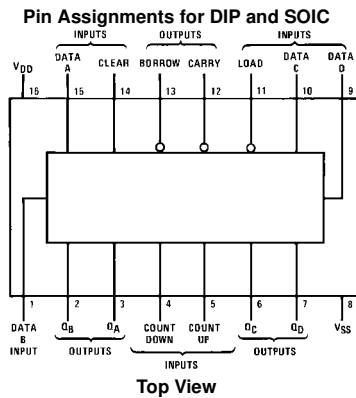 Pin Assignments for DIP and SOIC
INPUTS OUTPUTS INPUTS
VDD DATA A CLEAR BORROW CARRY LOAD DATA C DATA D
16 15 14 13 12 11 10 9
1 2 3 4 5 6 7 8
DATA B INPUT QB QA COUNT DOWN COUNT UP QC QD VSS
OUTPUTS INPUTS OUTPUTS
Top View